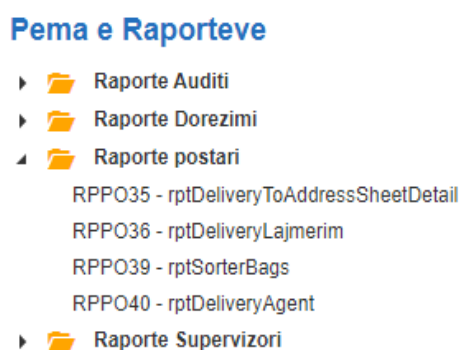 Pema e Raporteve
Raporte Auditi
Raporte Dorezimi
Raporte postari
RPPO35 - rptDeliveryToAddressSheetDetail
RPPO36 - rptDeliveryLajmerim
RPPO39 - rptSorterBags
RPPO40 - rptDeliveryAgent
Raporte Supervizori